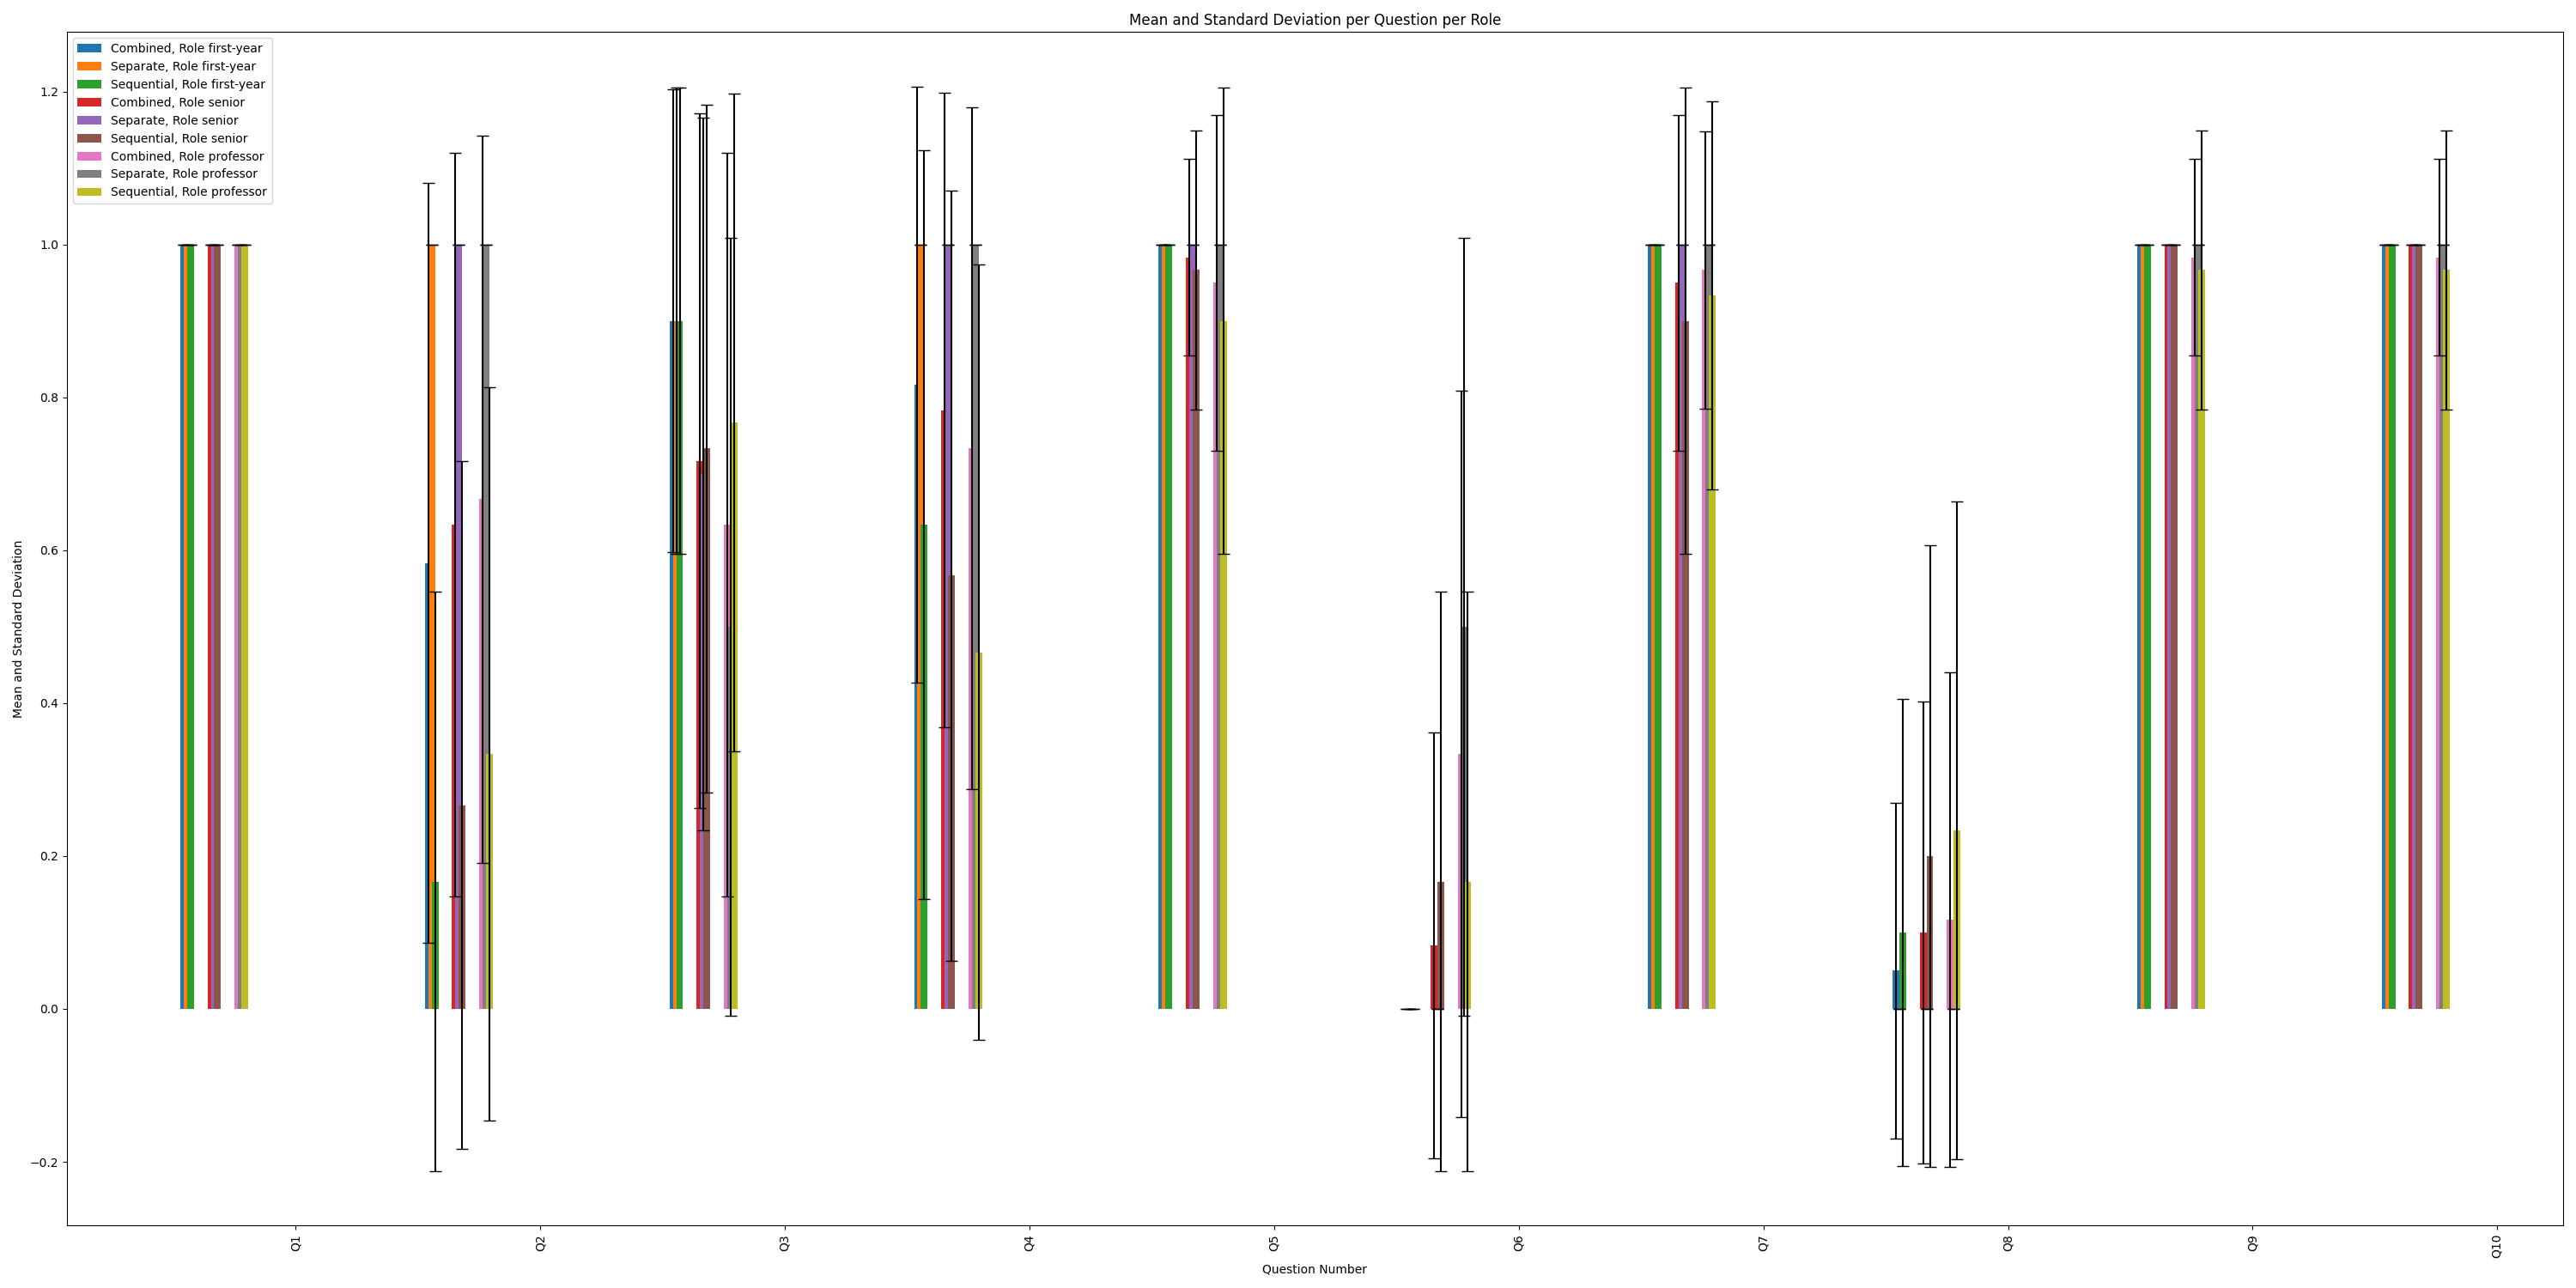 Mean and Standard Deviation per Question per Role
Combined, Role first-year
Separate, Role first-year
Sequential, Role first-year
Combined, Role senior
Separate, Role senior
Sequential, Role senior
Combined, Role professor
Separate, Role professor
Sequential, Role professor
Mean and Standard Deviation
1.2
1.0
0.8
0.6
0.4
0.2
0.0
−0.2
Q1
Q2
Q3
Q4
Q5
Q6
Q7
Q8
Q9
Q10
Question Number